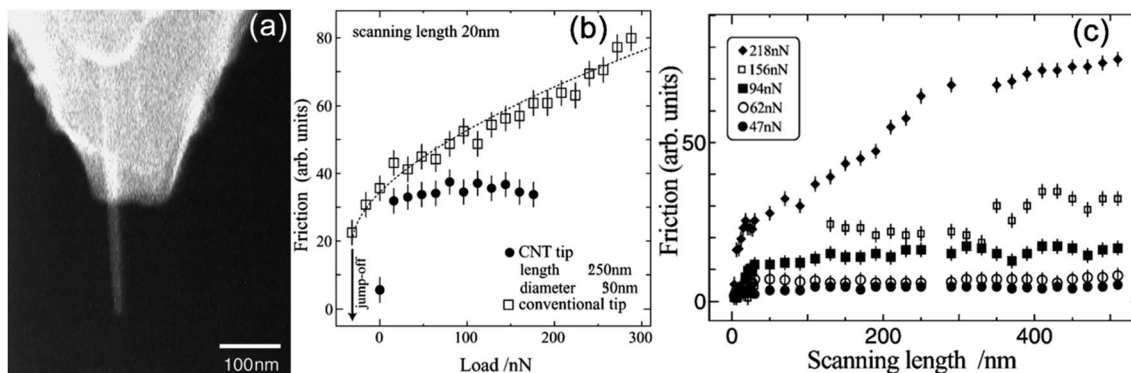 (a)
100nm
(b)
scanning length 20nm
80
60
40
20
0
Friction (arb. units)
jump-off
CNT tip
length 250nm
diameter 30nm
conventional tip
0 100 200 300
Load /nN
(c)
218nN
156nN
94nN
62nN
47nN
50
0
Friction (arb. units)
0 200 400
Scanning length /nm